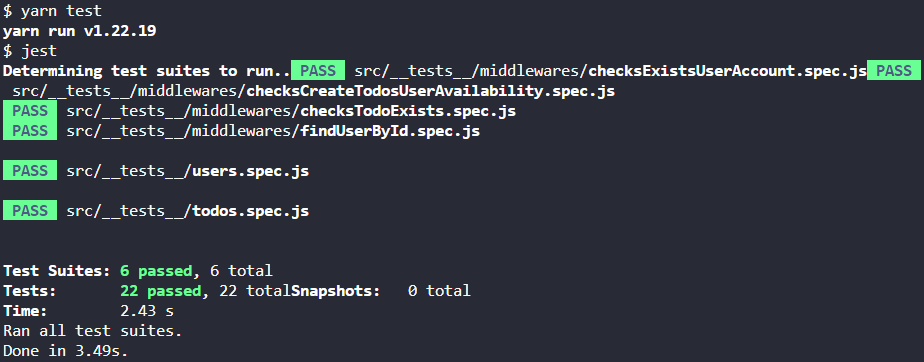 $ yarn test
yarn run v1.22.19
$ jest
Determining test suites to run.. PASS src/__tests__/middlewares/checksExistsUserAccount.spec.js PASS
src/__tests__/middlewares/checksCreateTodosUserAvailability.spec.js
PASS src/__tests__/middlewares/checksTodoExists.spec.js
PASS src/__tests__/middlewares/findUserById.spec.js
PASS src/__tests__/users.spec.js
PASS src/__tests__/todos.spec.js
Test Suites: 6 passed, 6 total
Tests: 22 passed, 22 totalSnapshots: 0 total
Time: 2.43 s
Ran all test suites.
Done in 3.49s.